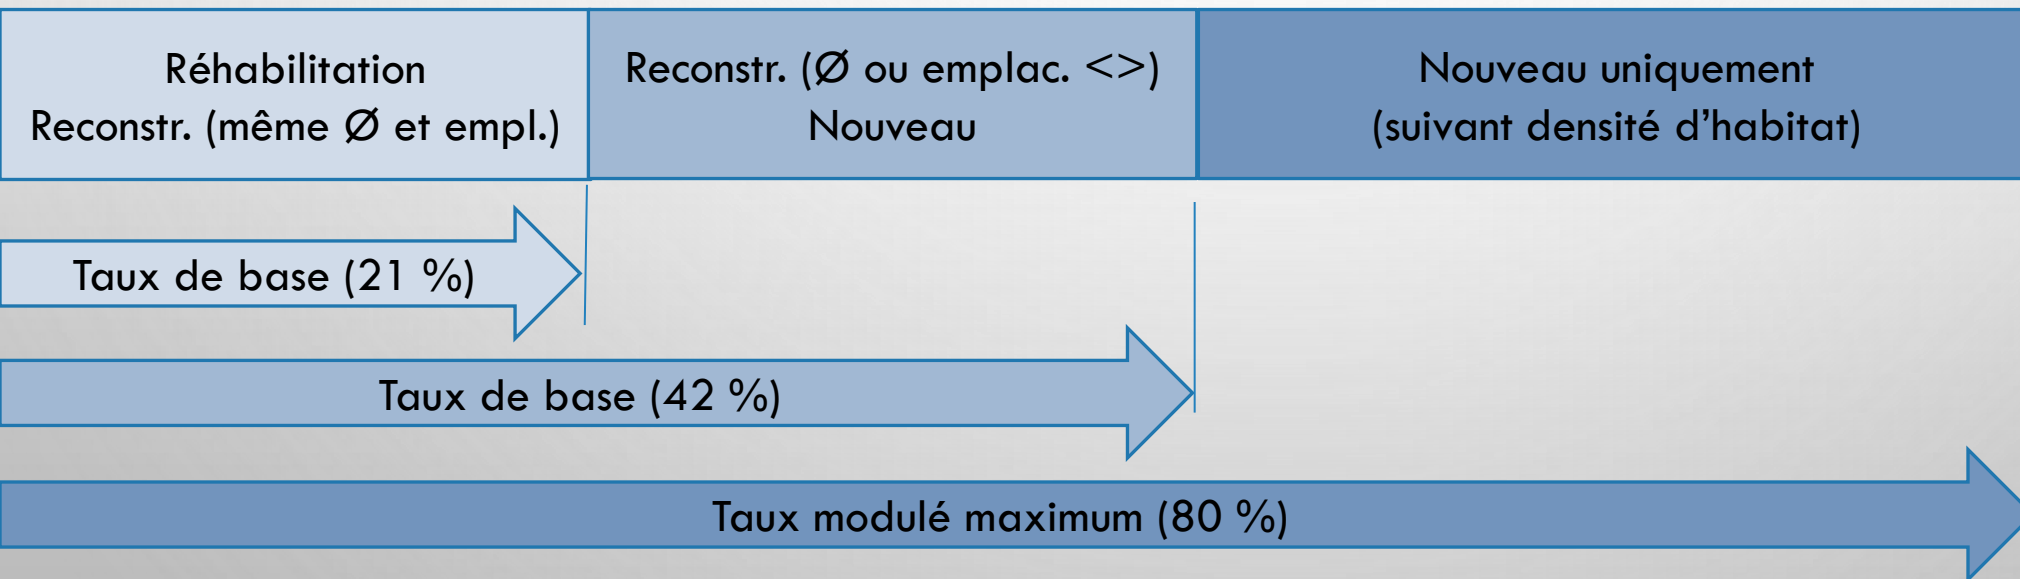 Réhabilitation
Reconstr. (même Ø et empl.)
Reconstr. (Ø ou emplac. <>)
Nouveau
Nouveau uniquement
(suivant densité d’habitat)
Taux de base (21 %)
Taux de base (42 %)
Taux modulé maximum (80 %)